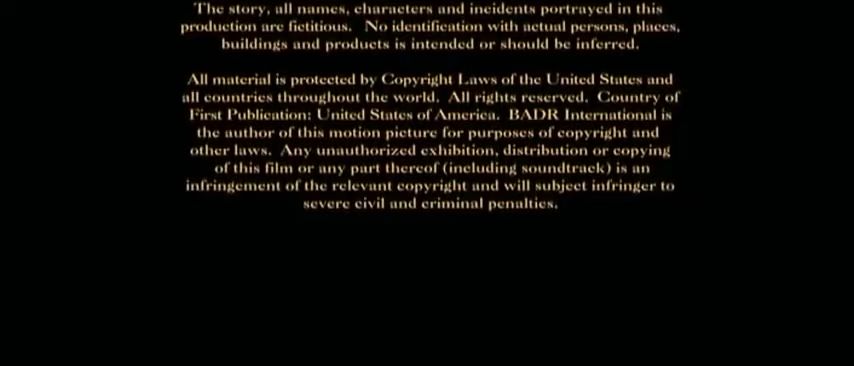 The story, all names, characters and incidents portrayed in this
production are fictitious. No identification with actual persons, places,
buildings and products is intended or should be inferred.
All material is protected by Copyright Laws of the United States and
all countries throughout the world. All rights reserved. Country of
First Publication: United States of America. BADR International is
the author of this motion picture for purposes of copyright and
other laws. Any unauthorized exhibition, distribution or copying
of this film or any part thereof (including soundtrack) is an
infringement of the relevant copyright and will subject infringer to
severe civil and criminal penalties.